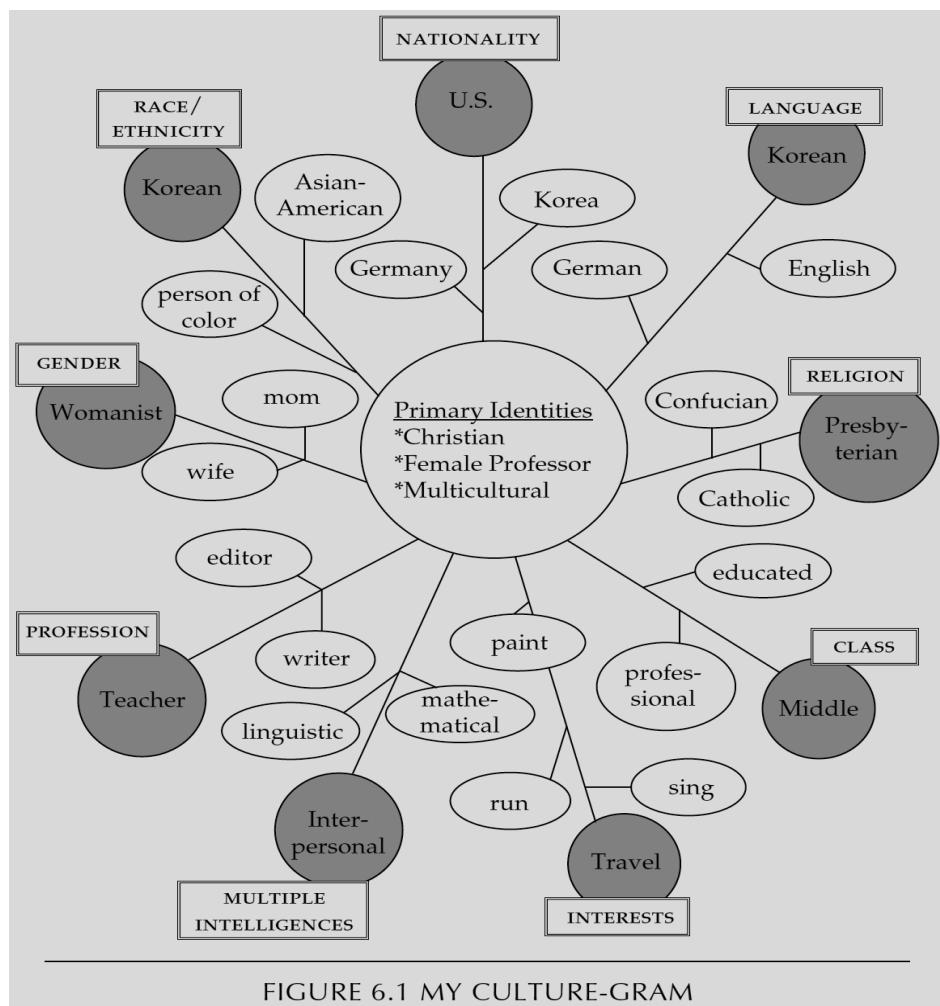 NATIONALITY
U.S.
RACE/
ETHNICITY
Korean
LANGUAGE
Korean
Asian-
American
Korea
Germany
German
English
person of
color
GENDER
Womanist
mom
wife
Primary Identities
*Christian
*Female Professor
*Multicultural
Confucian
RELIGION
Presby-
terian
Catholic
editor
educated
PROFESSION
Teacher
writer
paint
profes-
sional
CLASS
Middle
linguistic
mathe-
matical
run
sing
Inter-
personal
MULTIPLE
INTELLIGENCES
Travel
INTERESTS
FIGURE 6.1 MY CULTURE-GRAM